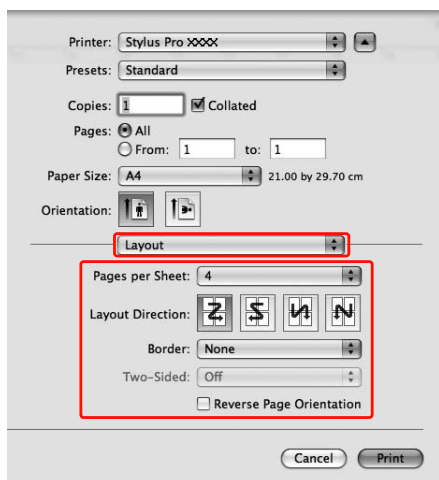 Printer: Stylus Pro XXXX
Presets: Standard
Copies: 1 Collated
Pages: All
From: 1 to: 1
Paper Size: A4 21.00 by 29.70 cm
Orientation:
Layout
Pages per Sheet: 4
Layout Direction:
Border: None
Two-Sided: Off
Reverse Page Orientation
Cancel Print